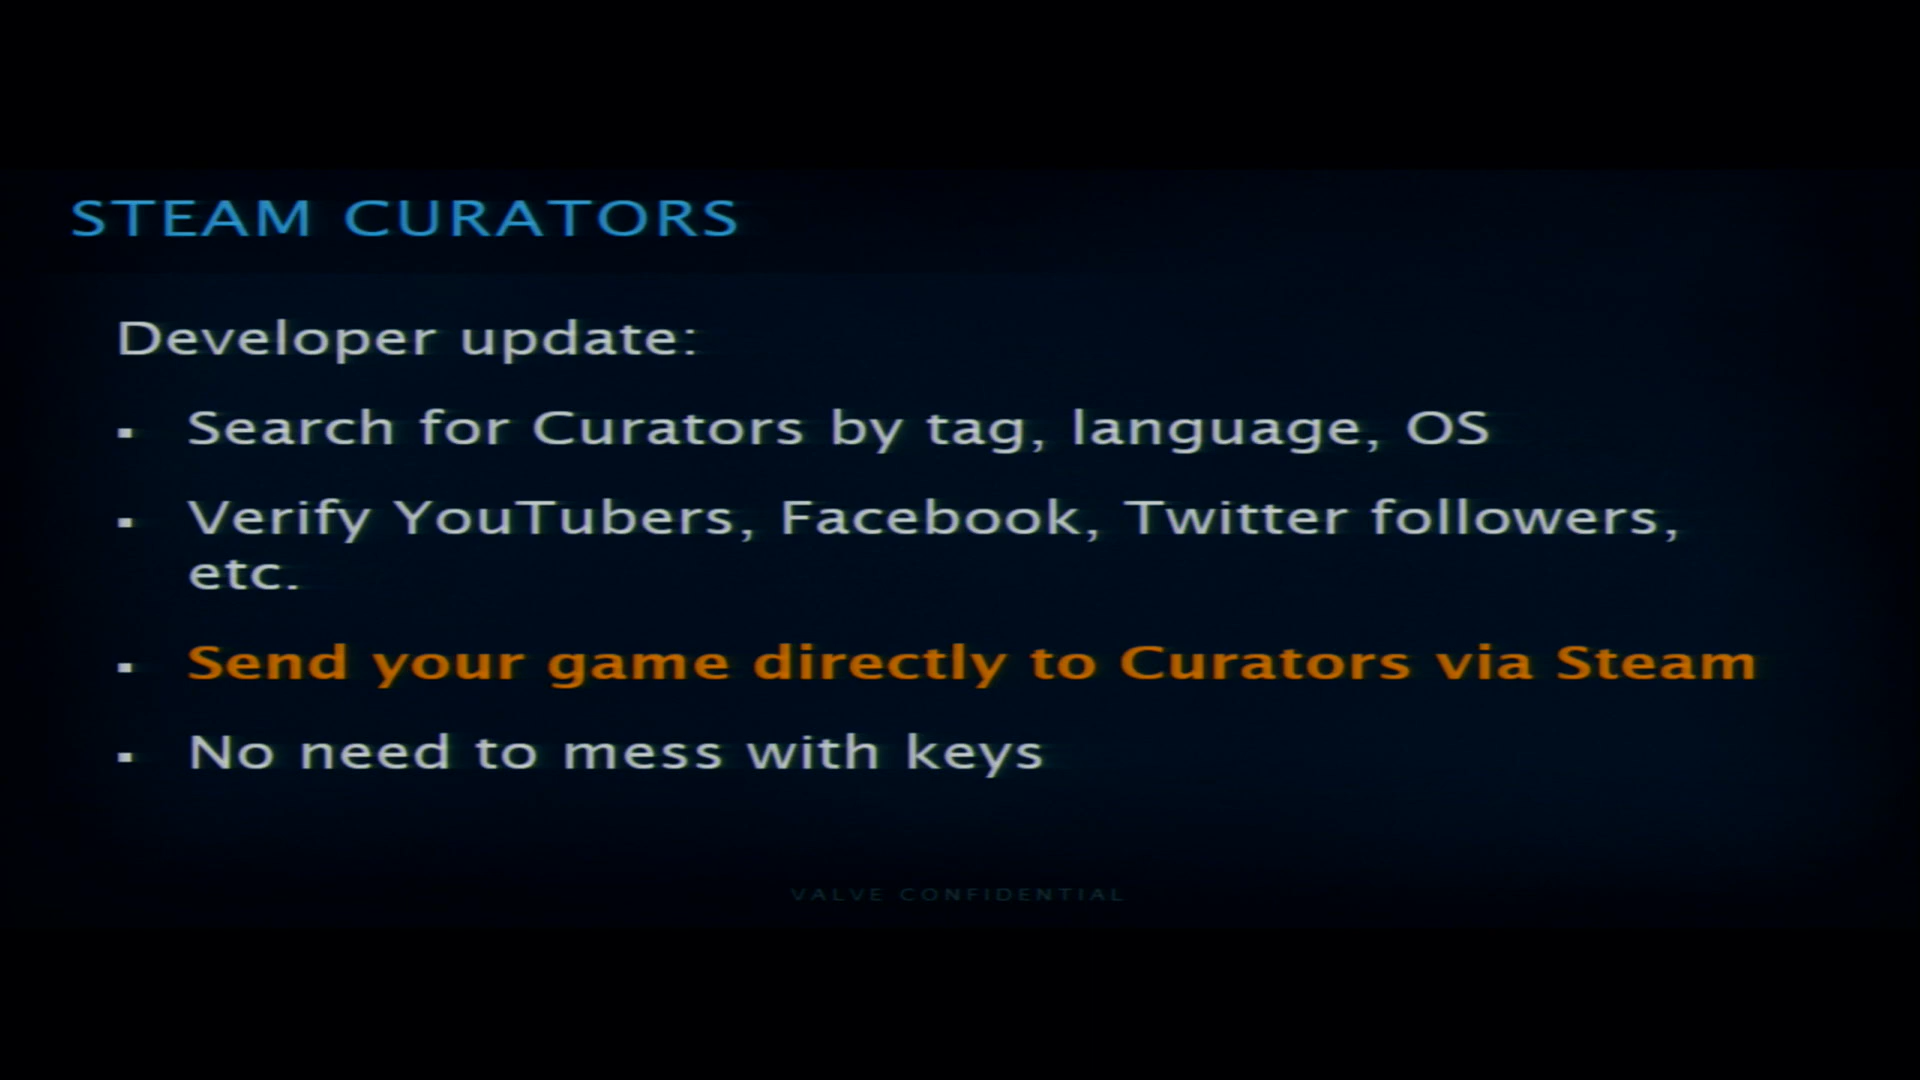 STEAM CURATORS
Developer update:
▪ Search for Curators by tag, language, OS
▪ Verify YouTubers, Facebook, Twitter followers,
etc.
▪ Send your game directly to Curators via Steam
▪ No need to mess with keys
VALVE CONFIDENTIAL